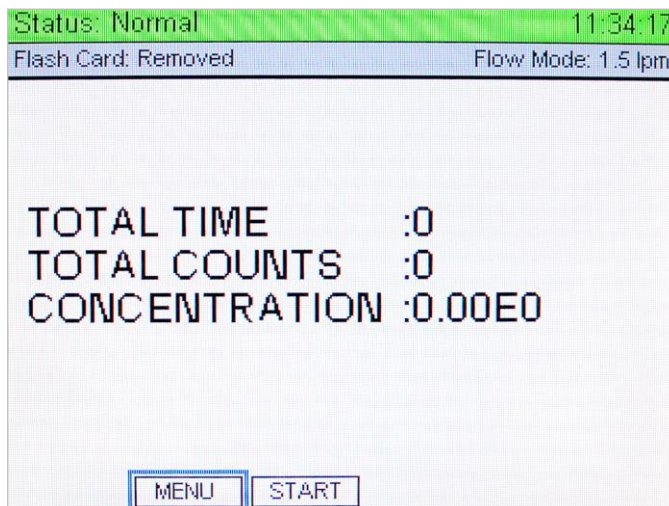 Status: Normal 11:34:17
Flash Card: Removed Flow Mode: 1.5 lpm
TOTAL TIME :0
TOTAL COUNTS :0
CONCENTRATION :0.00E0
MENU START